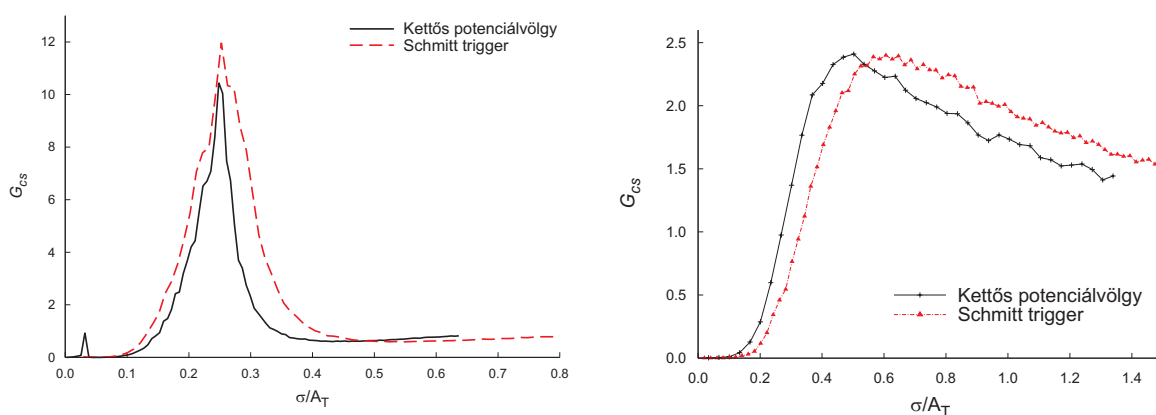 Kettős potenciálvölgy
Schmitt trigger
G_cs
12
10
8
6
4
2
0
0.0 0.1 0.2 0.3 0.4 0.5 0.6 0.7 0.8
σ/A_T
Kettős potenciálvölgy
Schmitt trigger
G_cs
2.5
2.0
1.5
1.0
0.5
0.0
0.0 0.2 0.4 0.6 0.8 1.0 1.2 1.4
σ/A_T